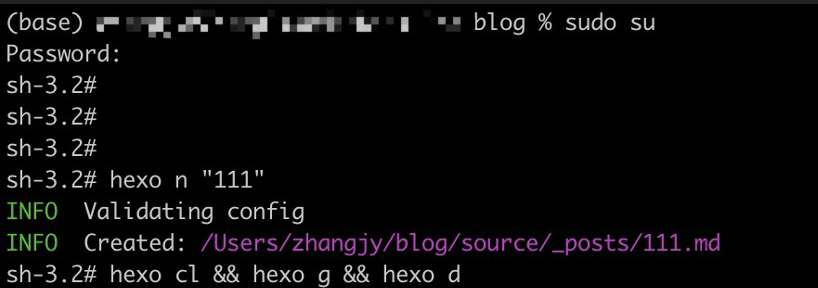 (base) blog % sudo su
Password:
sh-3.2#
sh-3.2#
sh-3.2#
sh-3.2# hexo n "111"
INFO  Validating config
INFO  Created: /Users/zhangjy/blog/source/_posts/111.md
sh-3.2# hexo cl && hexo g && hexo d